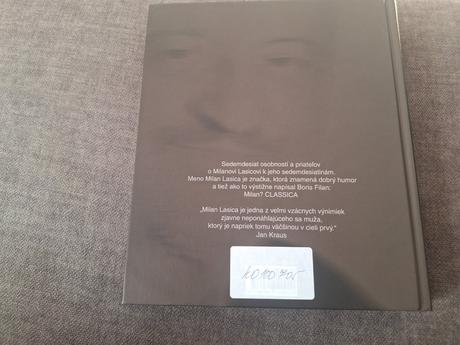 Sedemdesiat osobností a priateľov
o Milanovi Lasicovi k jeho sedemdesiatinám.
Meno Milan Lasica je značka, ktorá znamená dobrý humor
a tiež ako to výstižne napísal Boris Filan:
Milan? CLASSICA
„Milan Lasica je jedna z veľmi vzácnych výnimiek
zjavne neponáhľajúceho sa muža,
ktorý je napriek tomu väčšinou v cieli prvý."
Jan Kraus